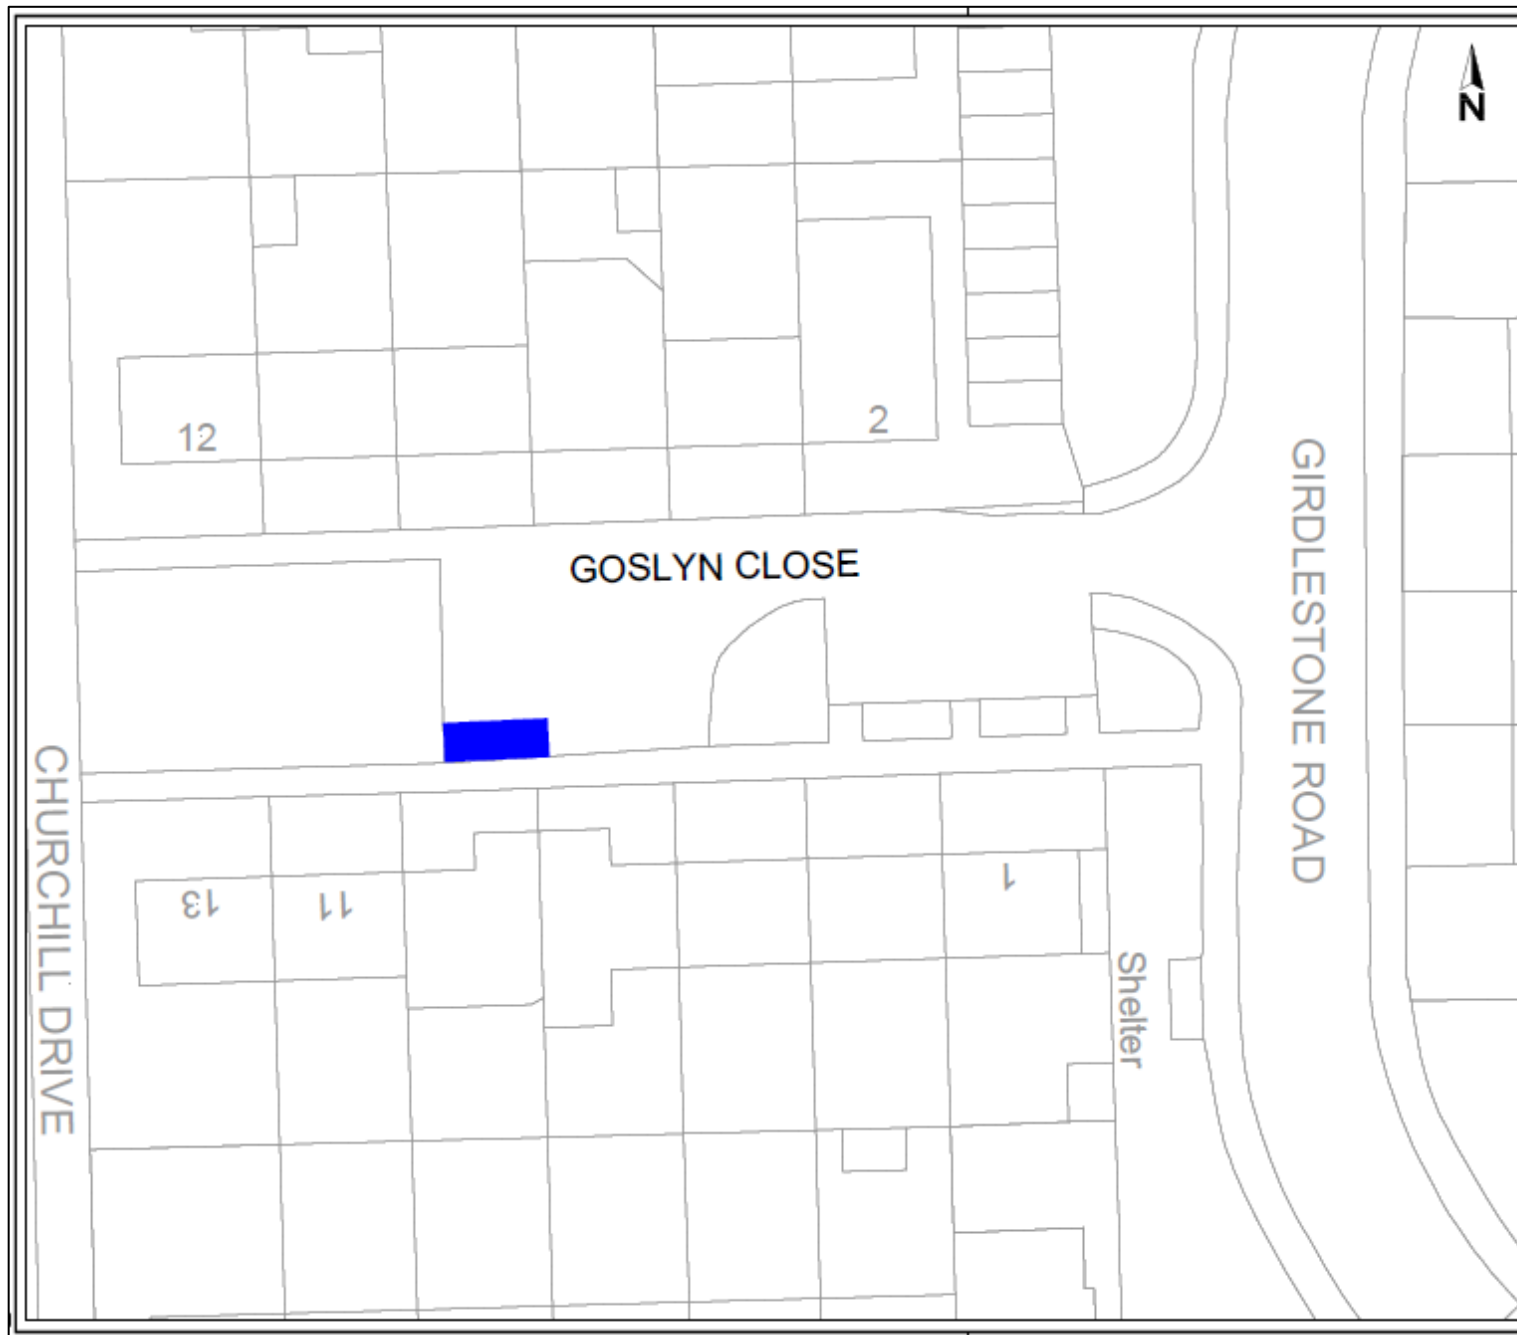 N
12
2
GOSLYN CLOSE
GIRDLESTONE ROAD
CHURCHILL DRIVE
13
11
1
Shelter